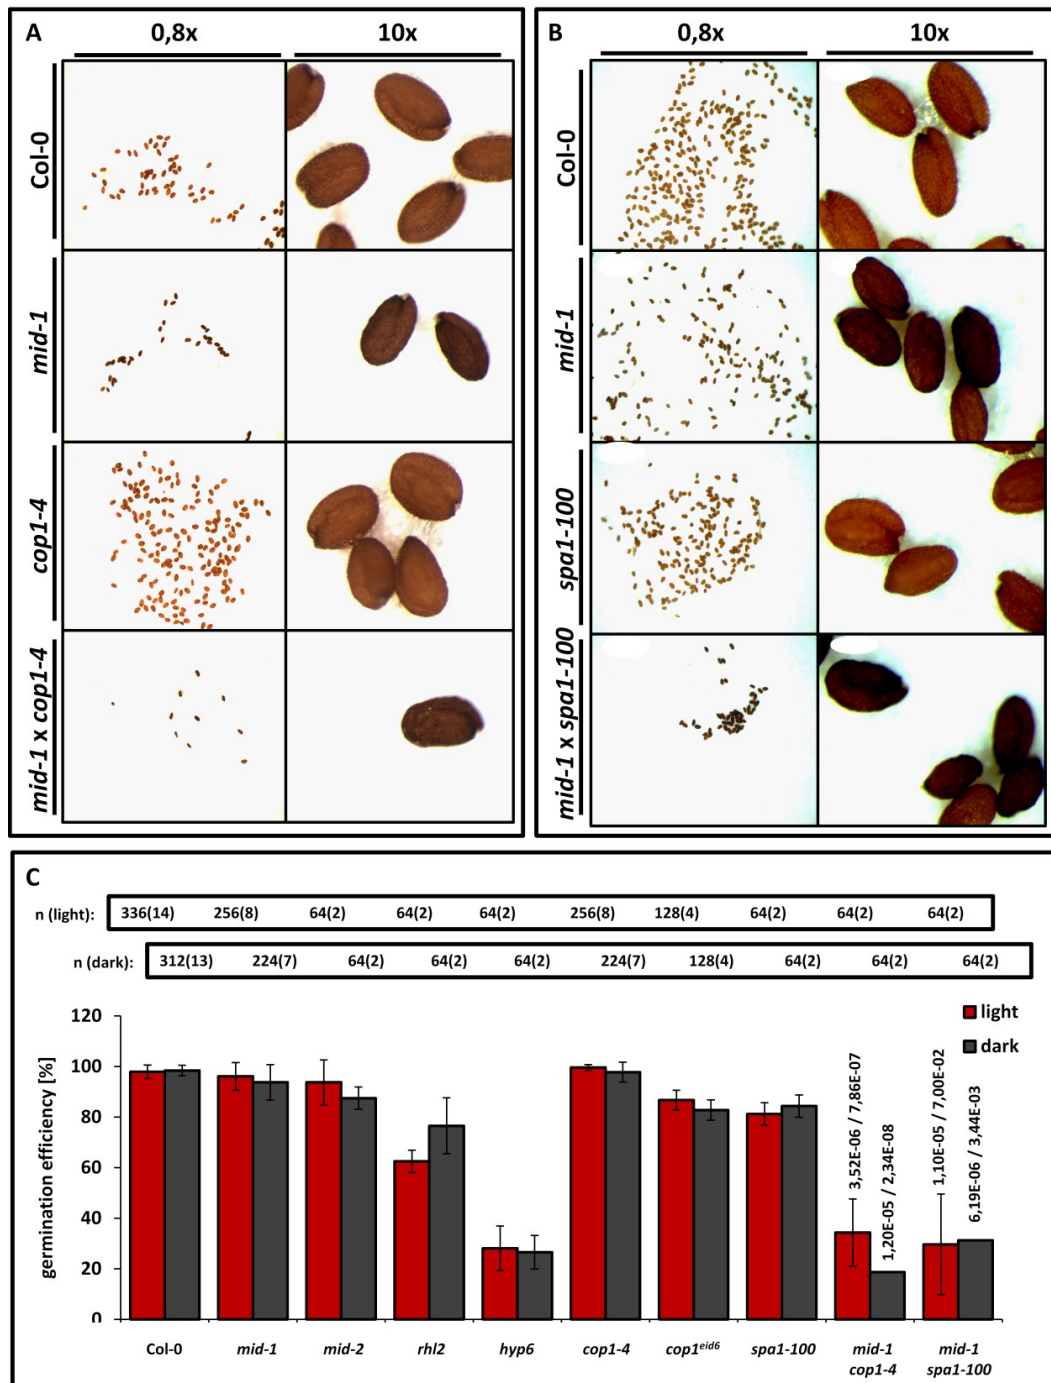 A 0,8x 10x
Col-0
mid-1
cop1-4
mid-1 x cop1-4
B 0,8x 10x
Col-0
mid-1
spa1-100
mid-1 x spa1-100
C
n (light): 336(14) 256(8) 64(2) 64(2) 64(2) 256(8) 128(4) 64(2) 64(2) 64(2)
n (dark): 312(13) 224(7) 64(2) 64(2) 64(2) 224(7) 128(4) 64(2) 64(2) 64(2)
light
dark
germination efficiency [%]
120
100
80
60
40
20
0
3,52E-06 / 7,86E-07
1,20E-05 / 2,34E-08
1,10E-05 / 7,00E-02
6,19E-06 / 3,44E-03
Col-0 mid-1 mid-2 rhl2 hyp6 cop1-4 cop1eid6 spa1-100 mid-1 mid-1
cop1-4 spa1-100